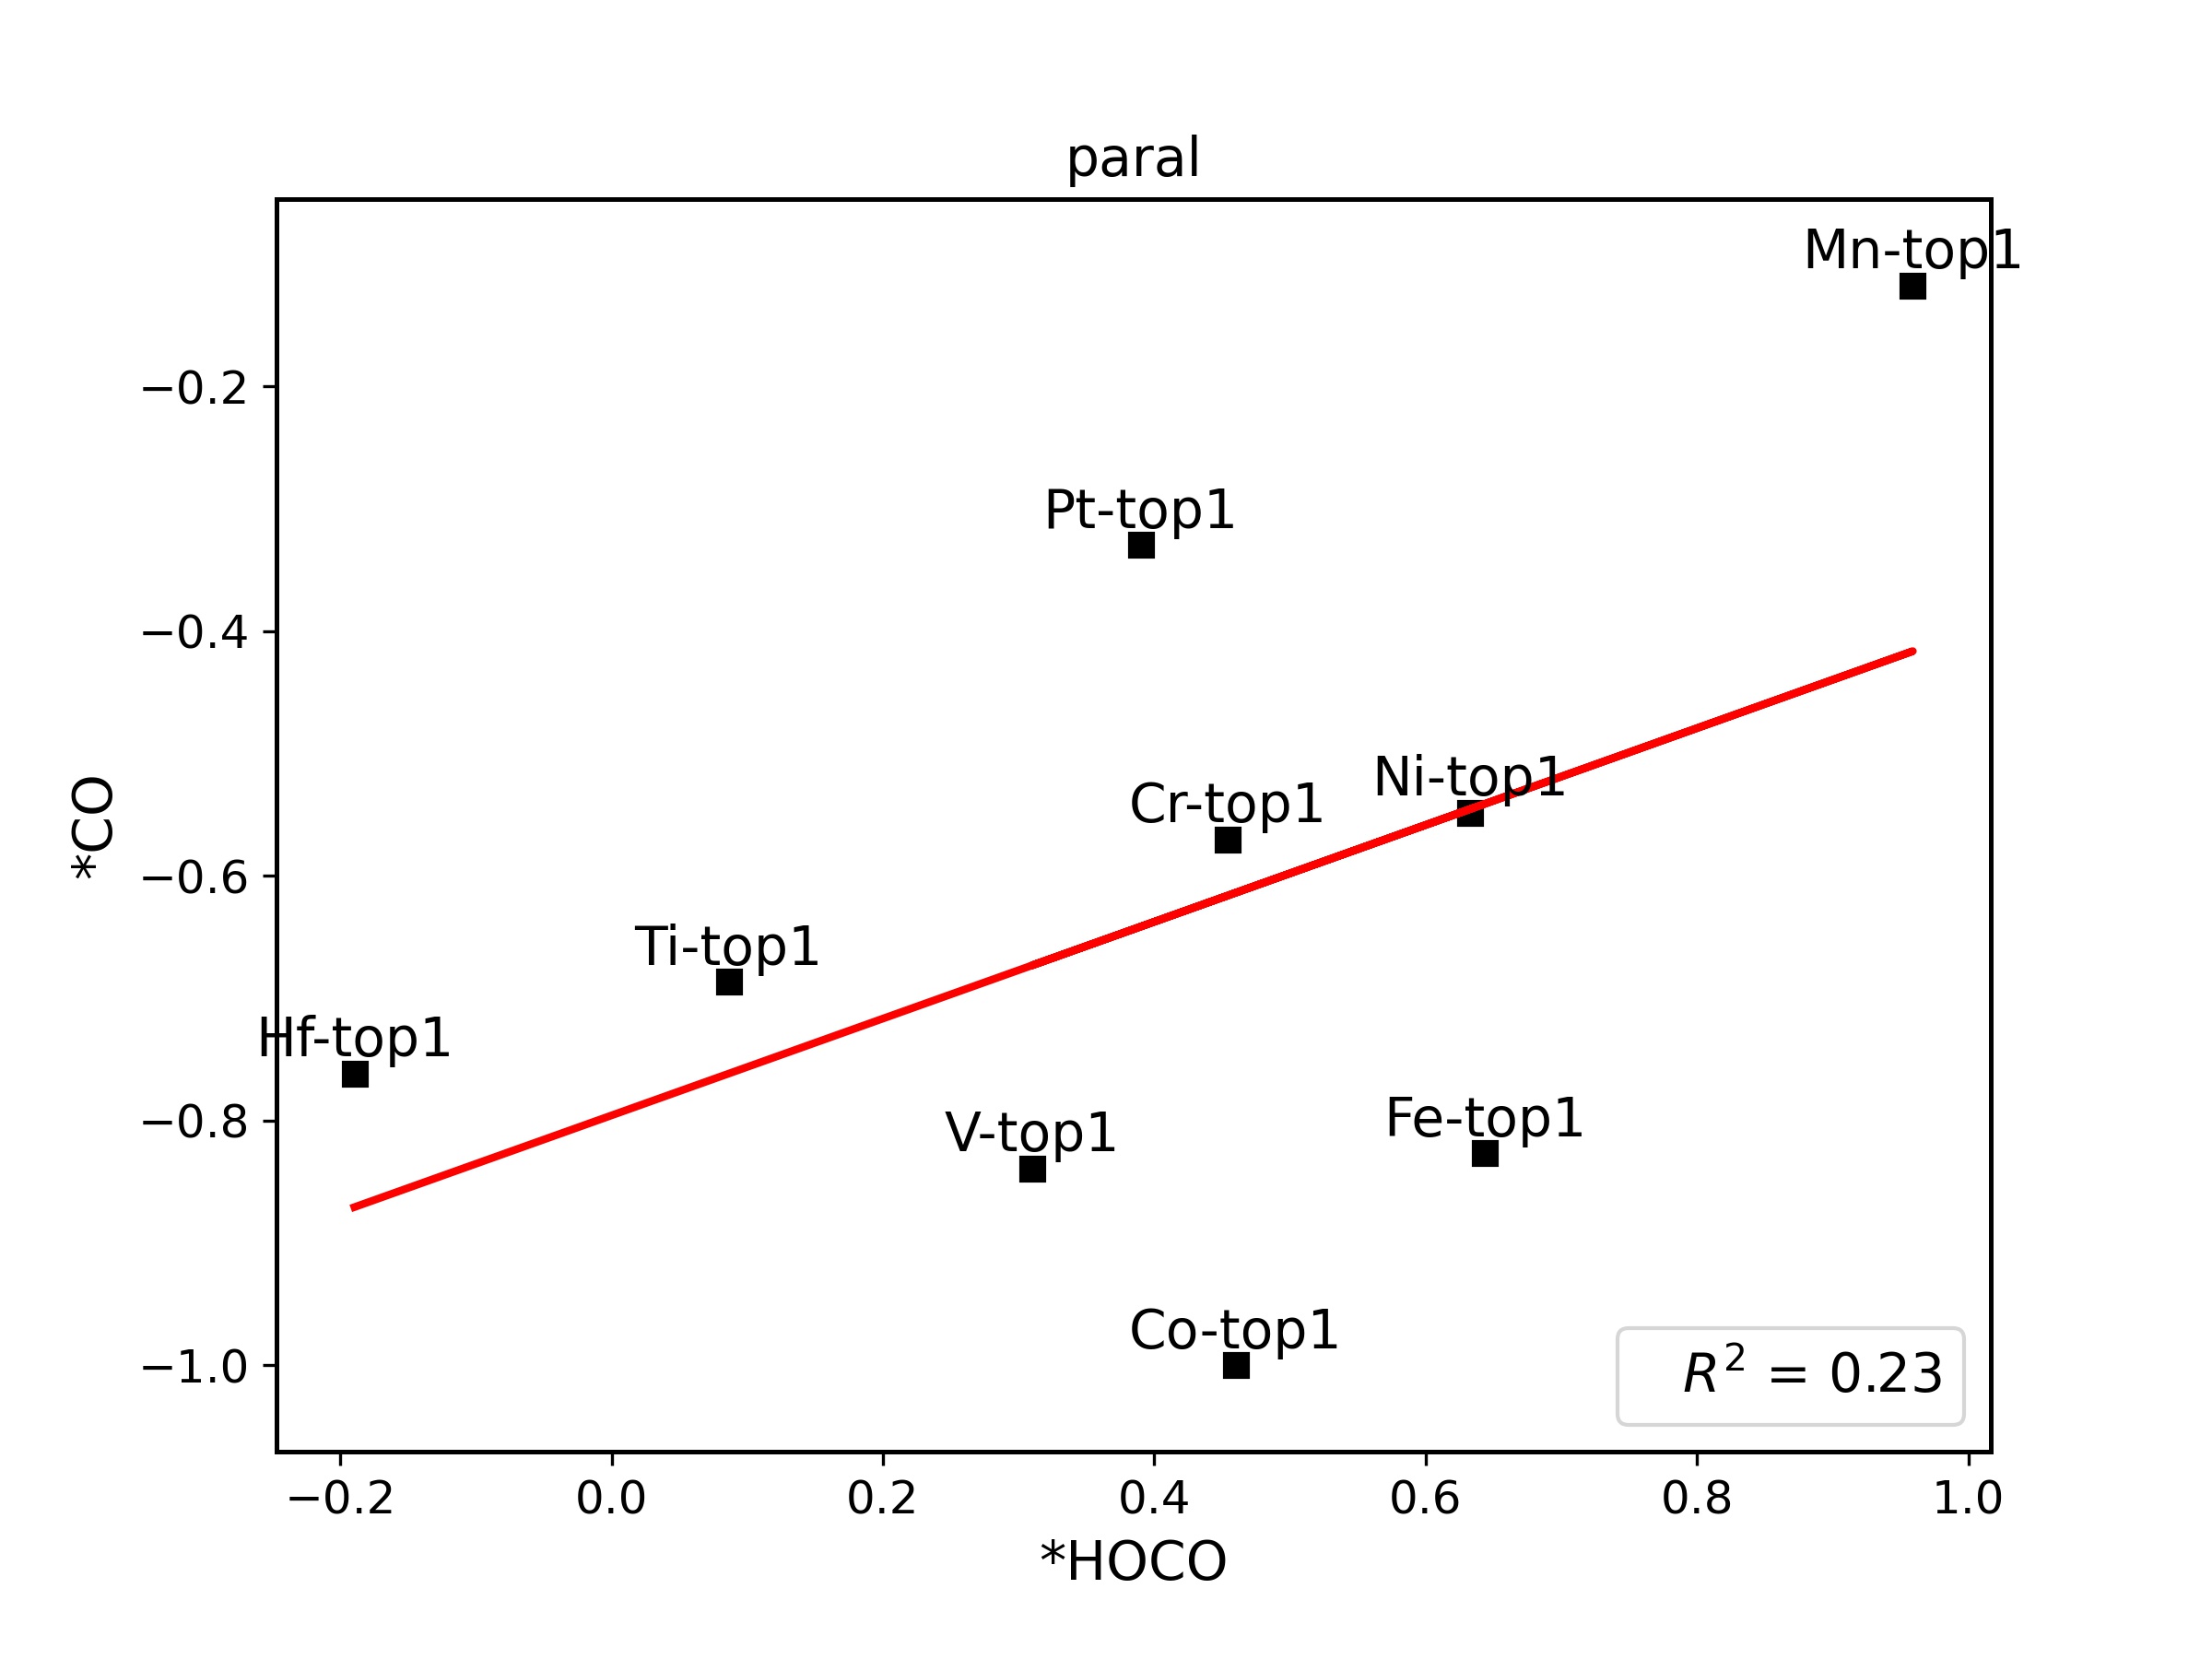 paral
Mn-top1
Pt-top1
Ni-top1
Cr-top1
Ti-top1
Hf-top1
Fe-top1
V-top1
Co-top1
R² = 0.23
−0.2
−0.4
−0.6
−0.8
−1.0
*CO
−0.2 0.0 0.2 0.4 0.6 0.8 1.0
*HOCO